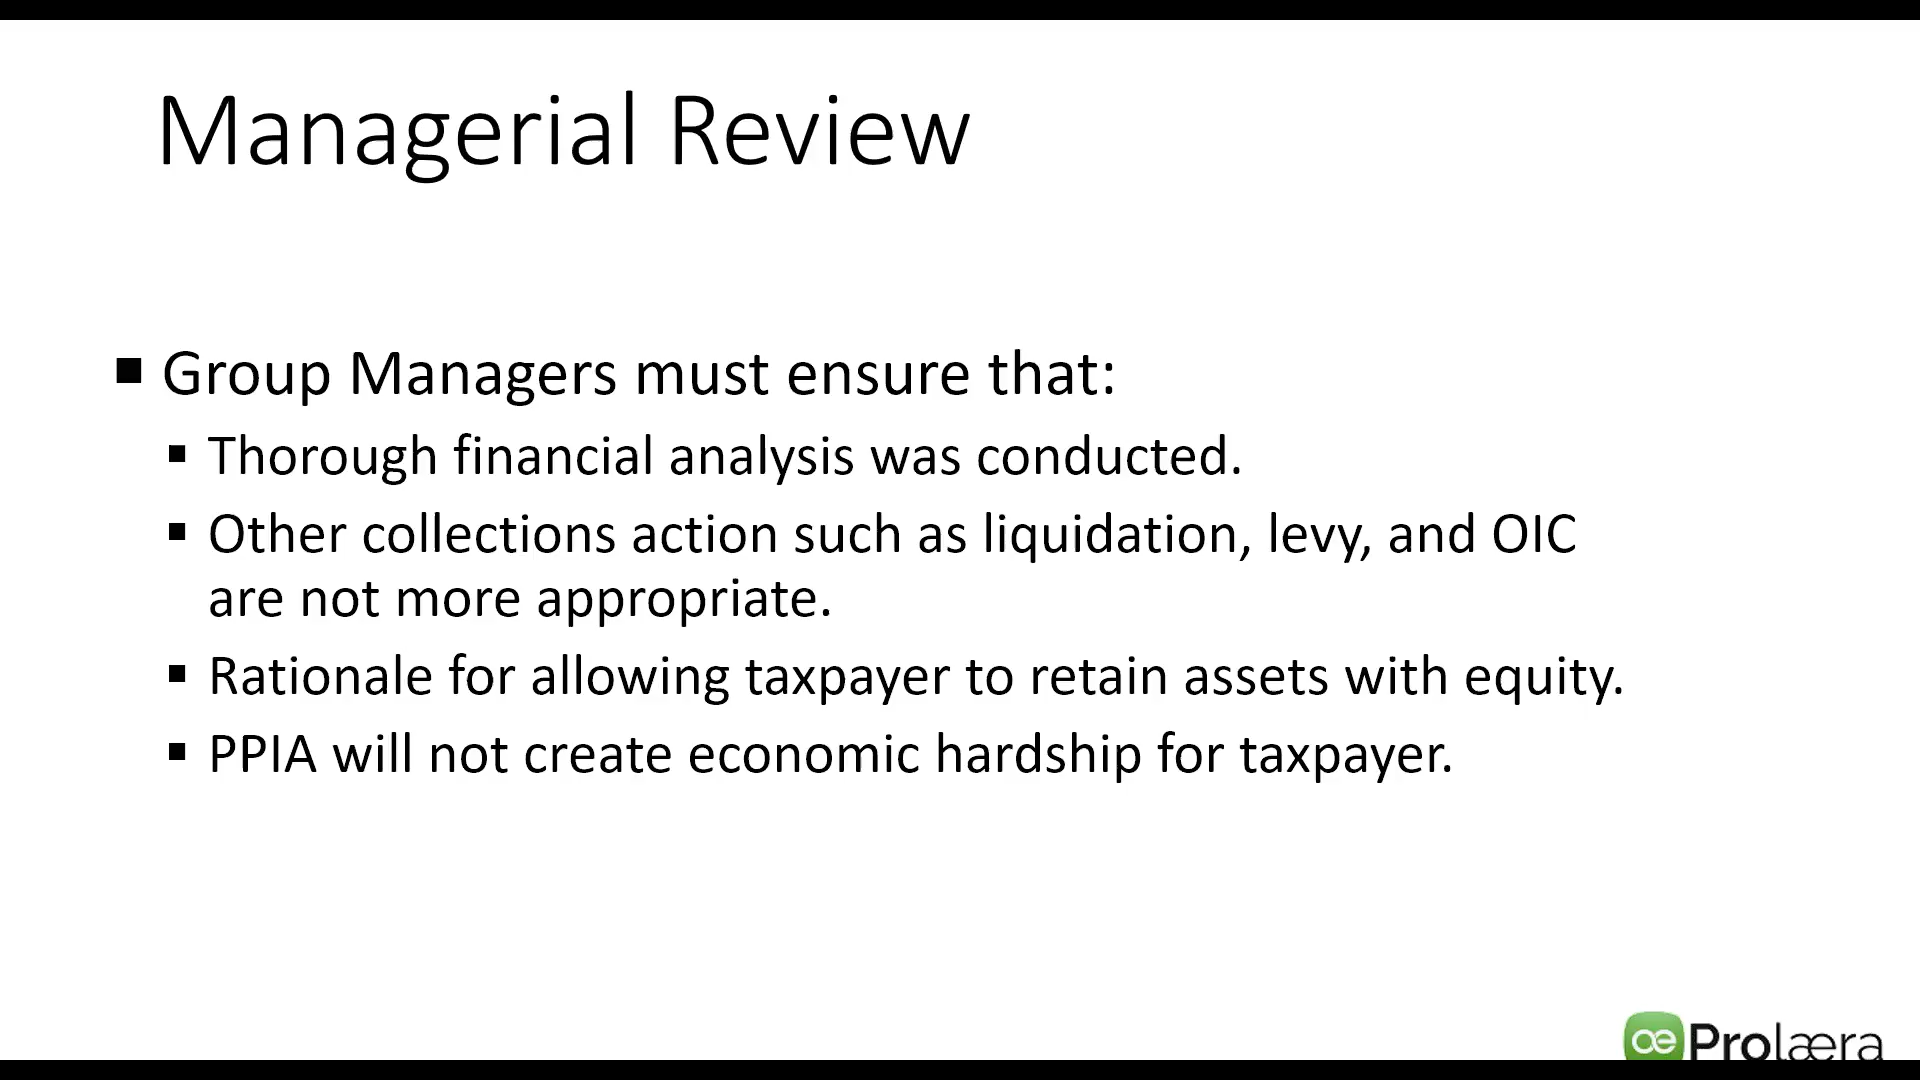 Managerial Review
▪ Group Managers must ensure that:
▪ Thorough financial analysis was conducted.
▪ Other collections action such as liquidation, levy, and OIC
are not more appropriate.
▪ Rationale for allowing taxpayer to retain assets with equity.
▪ PPIA will not create economic hardship for taxpayer.
æ Prolæra